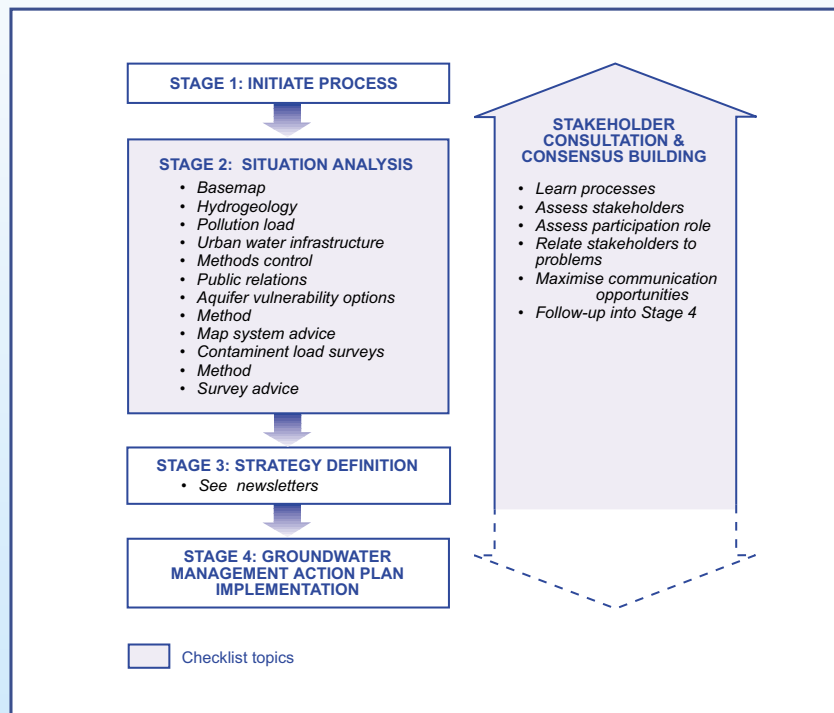 STAGE 1: INITIATE PROCESS
STAGE 2: SITUATION ANALYSIS
• Basemap
• Hydrogeology
• Pollution load
• Urban water infrastructure
• Methods control
• Public relations
• Aquifer vulnerability options
• Method
• Map system advice
• Contaminent load surveys
• Method
• Survey advice
STAGE 3: STRATEGY DEFINITION
• See newsletters
STAGE 4: GROUNDWATER
MANAGEMENT ACTION PLAN
IMPLEMENTATION
STAKEHOLDER
CONSULTATION &
CONSENSUS BUILDING
• Learn processes
• Assess stakeholders
• Assess participation role
• Relate stakeholders to
problems
• Maximise communication
opportunities
• Follow-up into Stage 4
Checklist topics